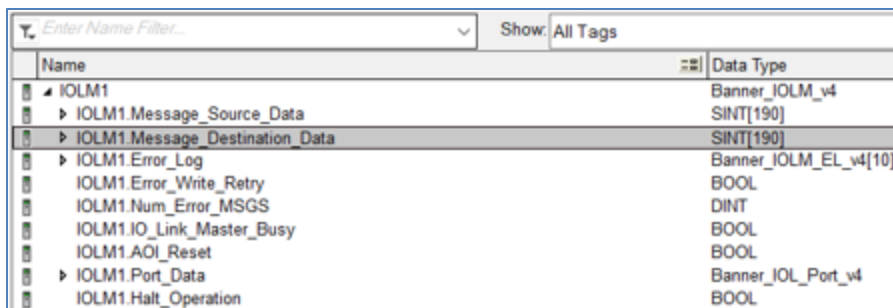 Enter Name Filter... Show: All Tags
Name Data Type
IOLM1 Banner_IOLM_v4
IOLM1.Message_Source_Data SINT[190]
IOLM1.Message_Destination_Data SINT[190]
IOLM1.Error_Log Banner_IOLM_EL_v4[10]
IOLM1.Error_Write_Retry BOOL
IOLM1.Num_Error_MSGS DINT
IOLM1.IO_Link_Master_Busy BOOL
IOLM1.AOI_Reset BOOL
IOLM1.Port_Data Banner_IOL_Port_v4
IOLM1.Halt_Operation BOOL